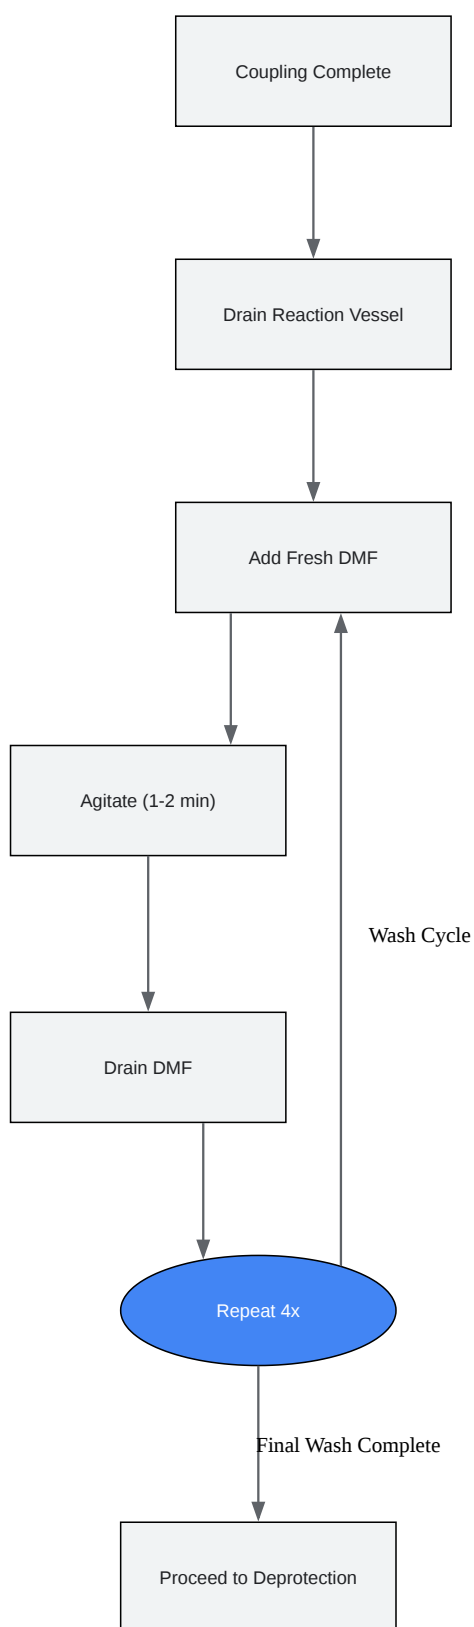 Coupling Complete
Drain Reaction Vessel
Add Fresh DMF
Agitate (1-2 min)
Wash Cycle
Drain DMF
Repeat 4x
Final Wash Complete
Proceed to Deprotection